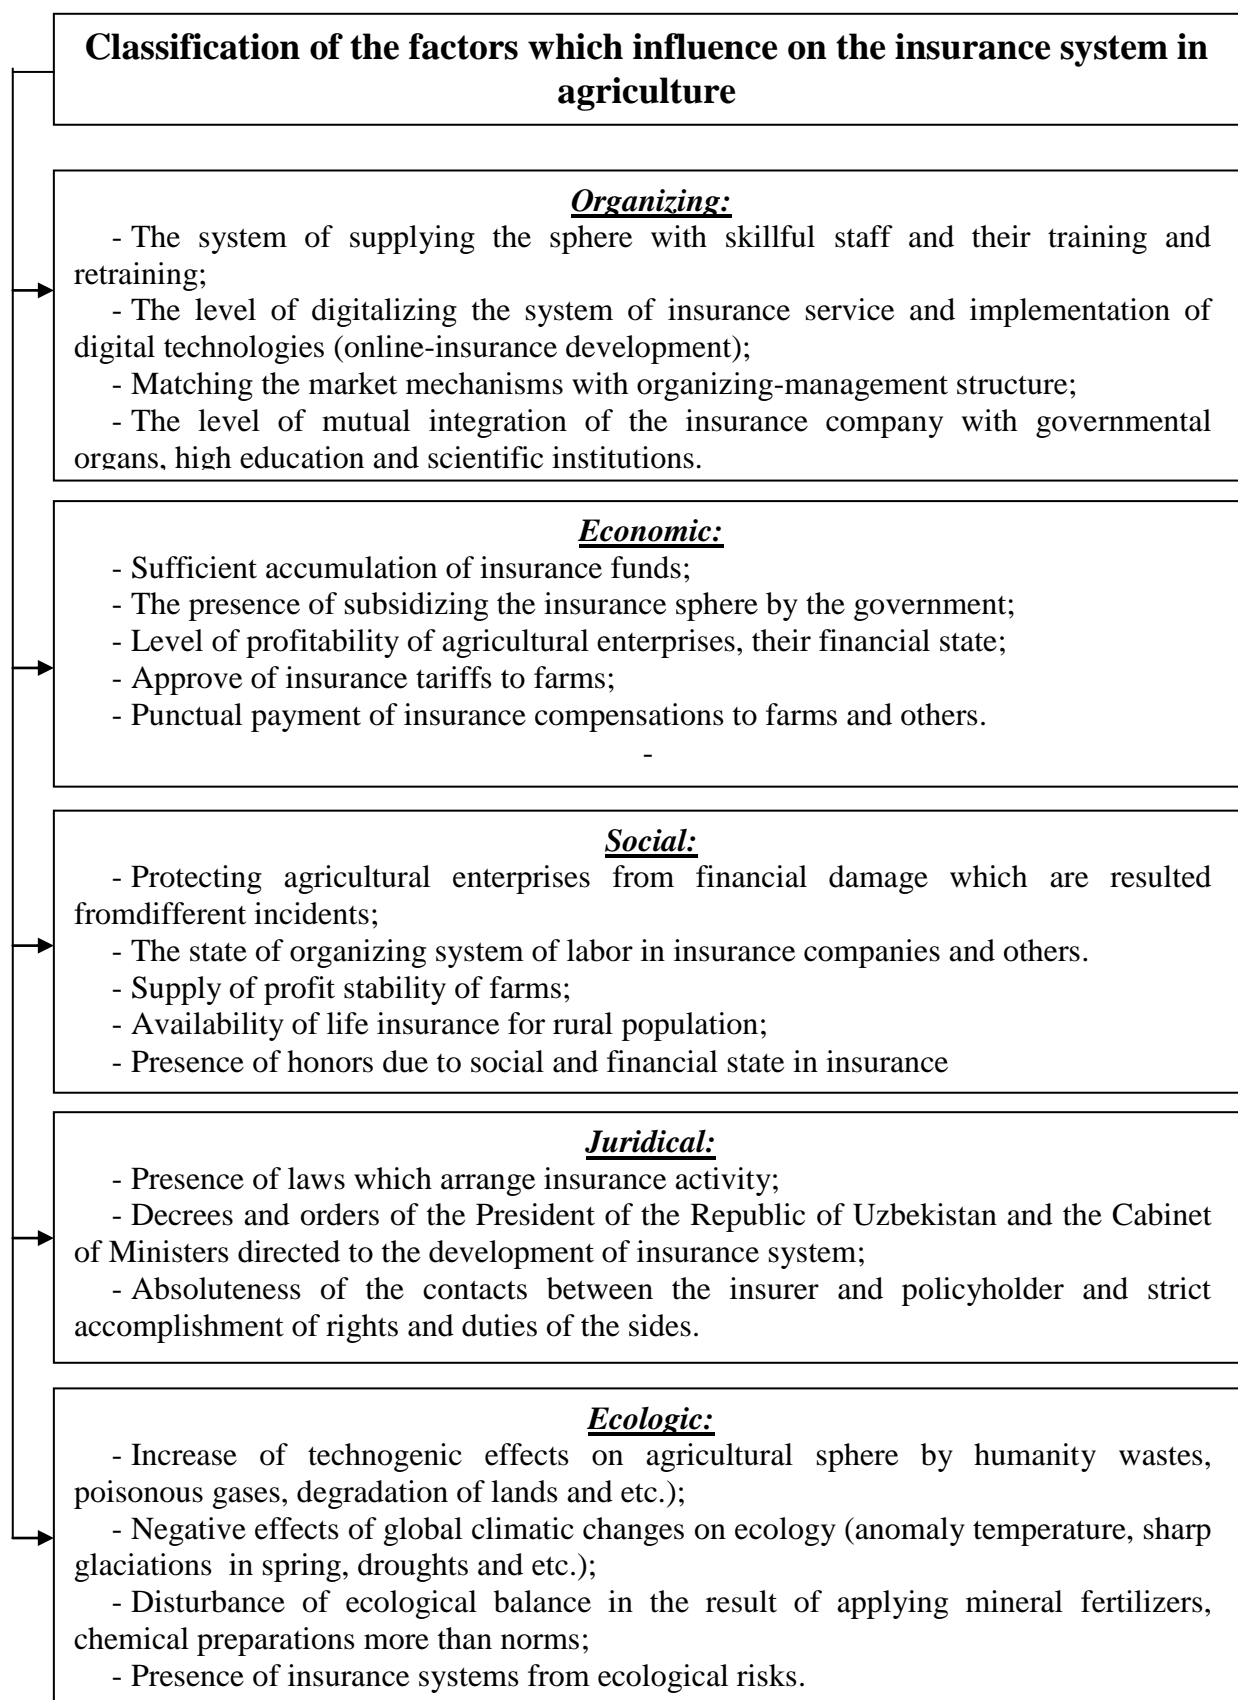 Classification of the factors which influence on the insurance system in
agriculture
Organizing:
- The system of supplying the sphere with skillful staff and their training and
retraining;
- The level of digitalizing the system of insurance service and implementation of
digital technologies (online-insurance development);
- Matching the market mechanisms with organizing-management structure;
- The level of mutual integration of the insurance company with governmental
organs, high education and scientific institutions.
Economic:
- Sufficient accumulation of insurance funds;
- The presence of subsidizing the insurance sphere by the government;
- Level of profitability of agricultural enterprises, their financial state;
- Approve of insurance tariffs to farms;
- Punctual payment of insurance compensations to farms and others.
-
Social:
- Protecting agricultural enterprises from financial damage which are resulted
fromdifferent incidents;
- The state of organizing system of labor in insurance companies and others.
- Supply of profit stability of farms;
- Availability of life insurance for rural population;
- Presence of honors due to social and financial state in insurance
Juridical:
- Presence of laws which arrange insurance activity;
- Decrees and orders of the President of the Republic of Uzbekistan and the Cabinet
of Ministers directed to the development of insurance system;
- Absoluteness of the contacts between the insurer and policyholder and strict
accomplishment of rights and duties of the sides.
Ecologic:
- Increase of technogenic effects on agricultural sphere by humanity wastes,
poisonous gases, degradation of lands and etc.);
- Negative effects of global climatic changes on ecology (anomaly temperature, sharp
glaciations in spring, droughts and etc.);
- Disturbance of ecological balance in the result of applying mineral fertilizers,
chemical preparations more than norms;
- Presence of insurance systems from ecological risks.